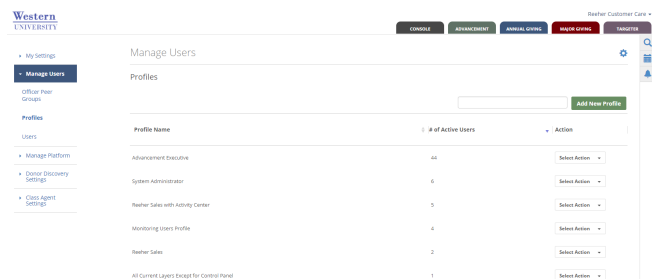 Western
UNIVERSITY
Reeher Customer Care
CONSOLE
ADVANCEMENT
ANNUAL GIVING
MAJOR GIVING
TARGETER
My Settings
Manage Users
Officer Peer
Groups
Profiles
Users
Manage Platform
Donor Discovery
Settings
Class Agent
Settings
Manage Users
Profiles
Add New Profile
Profile Name # of Active Users Action
Advancement Executive 44 Select Action
System Administrator 6 Select Action
Reeher Sales with Activity Center 5 Select Action
Monitoring Users Profile 4 Select Action
Reeher Sales 2 Select Action
All Current Layers Except for Control Panel 1 Select Action